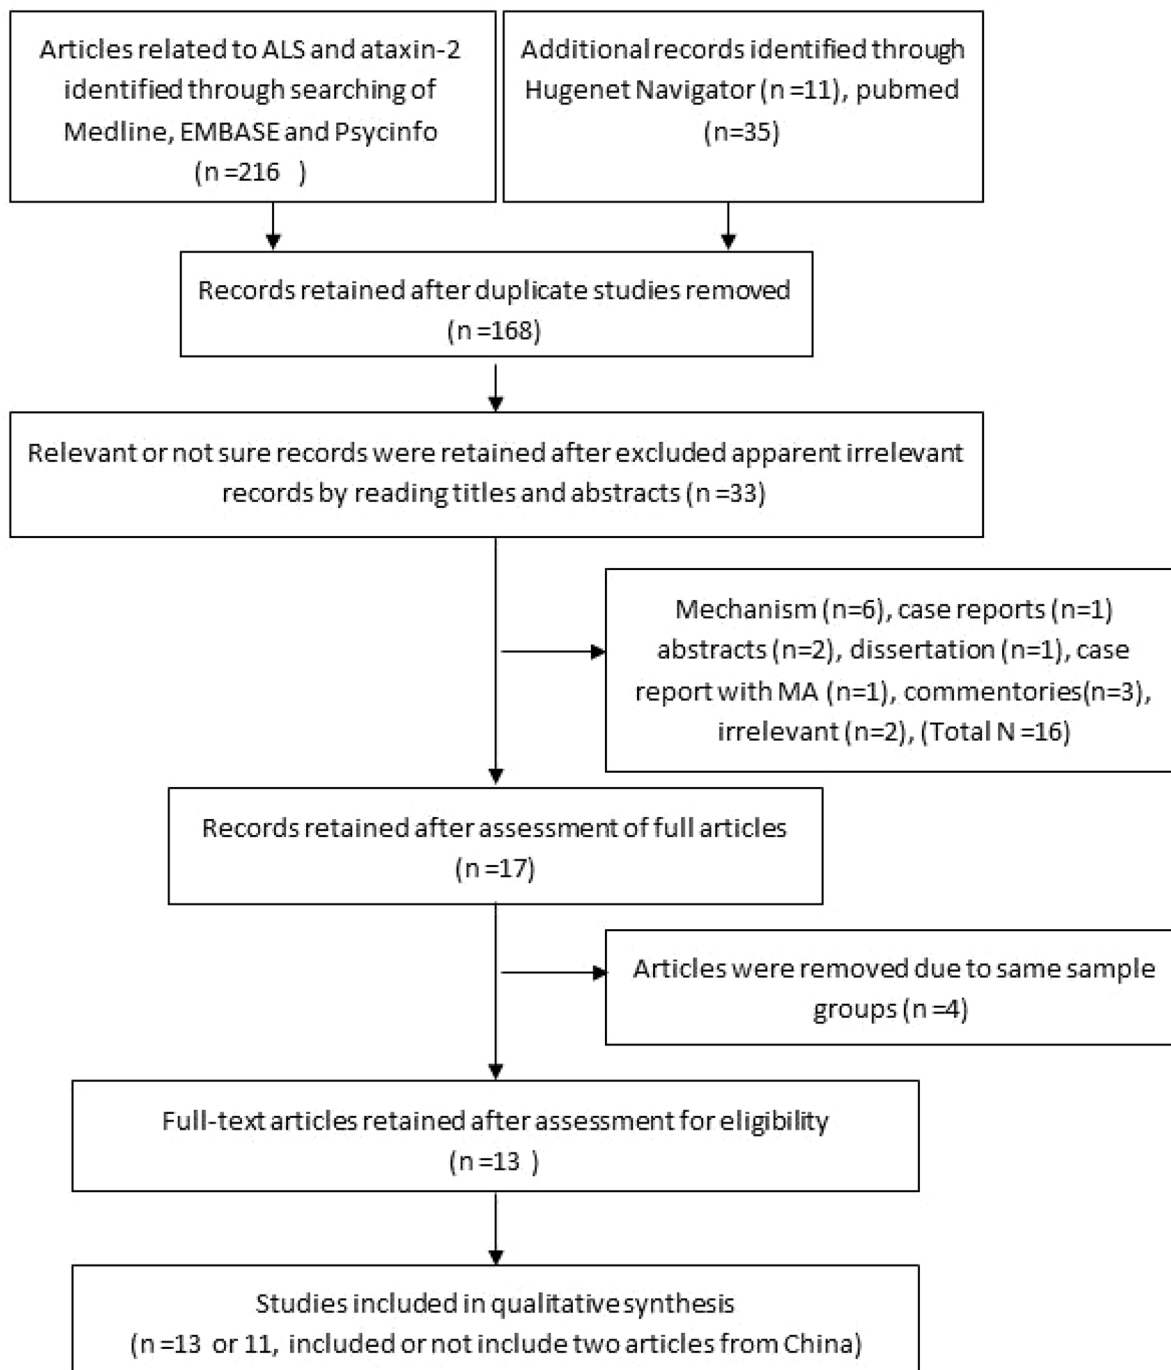 Articles related to ALS and ataxin-2
identified through searching of
Medline, EMBASE and Psycinfo
(n =216   )
Additional records identified through
Hugenet Navigator (n =11), pubmed
(n=35)
Records retained after duplicate studies removed
(n =168)
Relevant or not sure records were retained after excluded apparent irrelevant
records by reading titles and abstracts (n =33)
Mechanism (n=6), case reports (n=1)
abstracts (n=2), dissertation (n=1), case
report with MA (n=1), commentories(n=3),
irrelevant (n=2), (Total N =16)
Records retained after assessment of full articles
(n =17)
Articles were removed due to same sample
groups (n =4)
Full-text articles retained after assessment for eligibility
(n =13  )
Studies included in qualitative synthesis
(n =13 or 11, included or not include two articles from China)